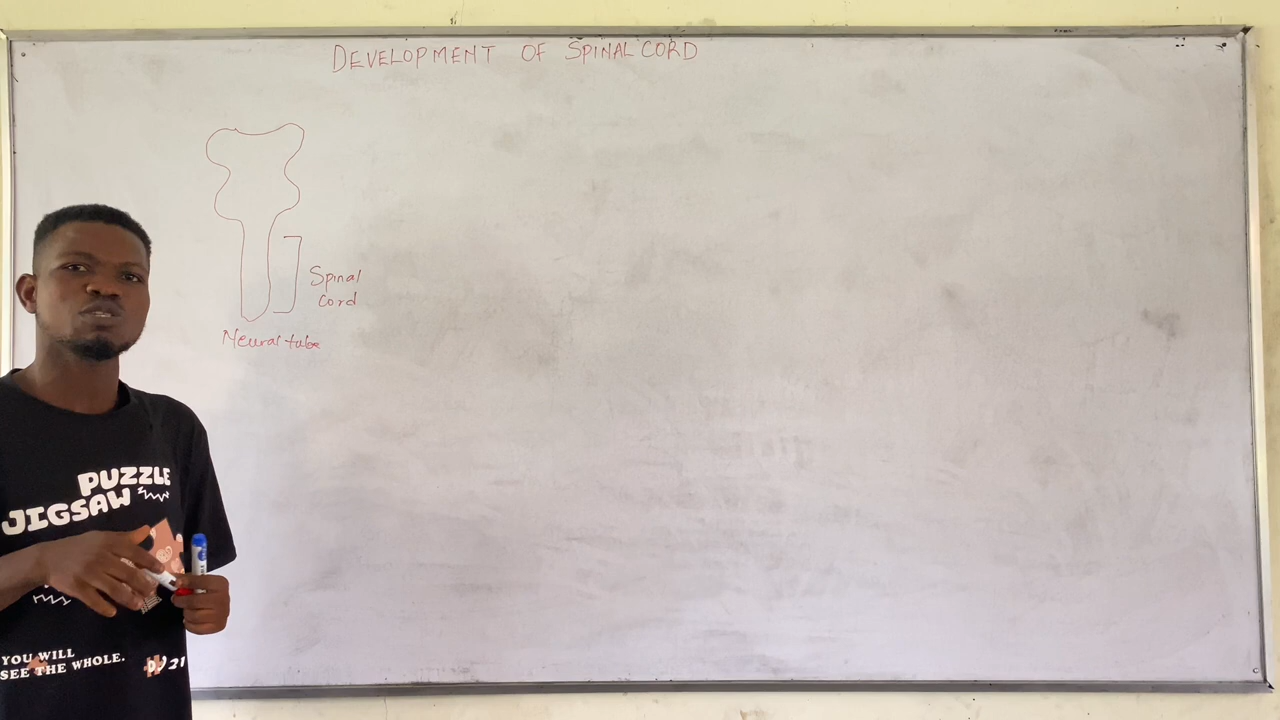 DEVELOPMENT OF SPINAL CORD
Spinal
Cord
Neural tube
PUZZLE
JIGSAW
YOU WILL
SEE THE WHOLE.